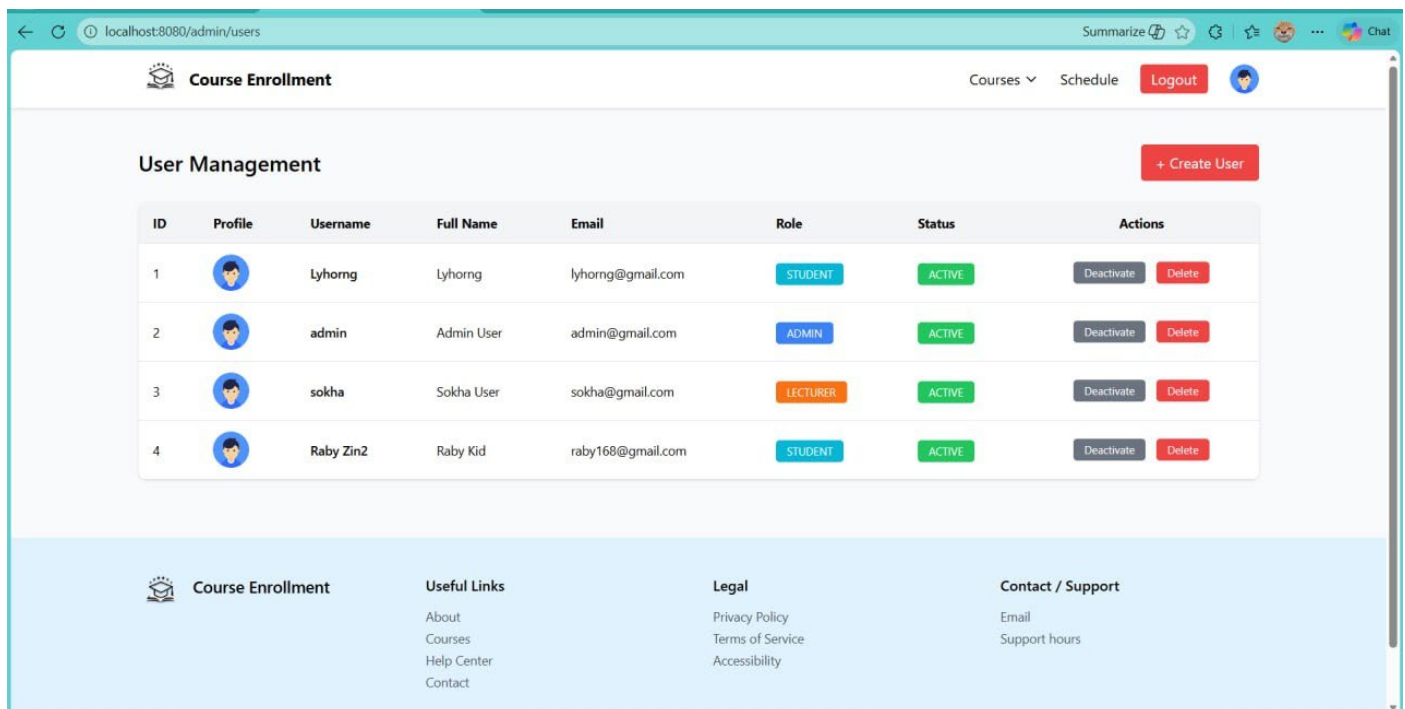 localhost:8080/admin/users
Summarize
Chat
Course Enrollment
Courses Schedule Logout
User Management
+ Create User
ID Profile Username Full Name Email Role Status Actions
1 Lyhorng Lyhorng lyhorng@gmail.com STUDENT ACTIVE Deactivate Delete
2 admin Admin User admin@gmail.com ADMIN ACTIVE Deactivate Delete
3 sokha Sokha User sokha@gmail.com LECTURER ACTIVE Deactivate Delete
4 Raby Zin2 Raby Kid raby168@gmail.com STUDENT ACTIVE Deactivate Delete
Course Enrollment
Useful Links
About
Courses
Help Center
Contact
Legal
Privacy Policy
Terms of Service
Accessibility
Contact / Support
Email
Support hours